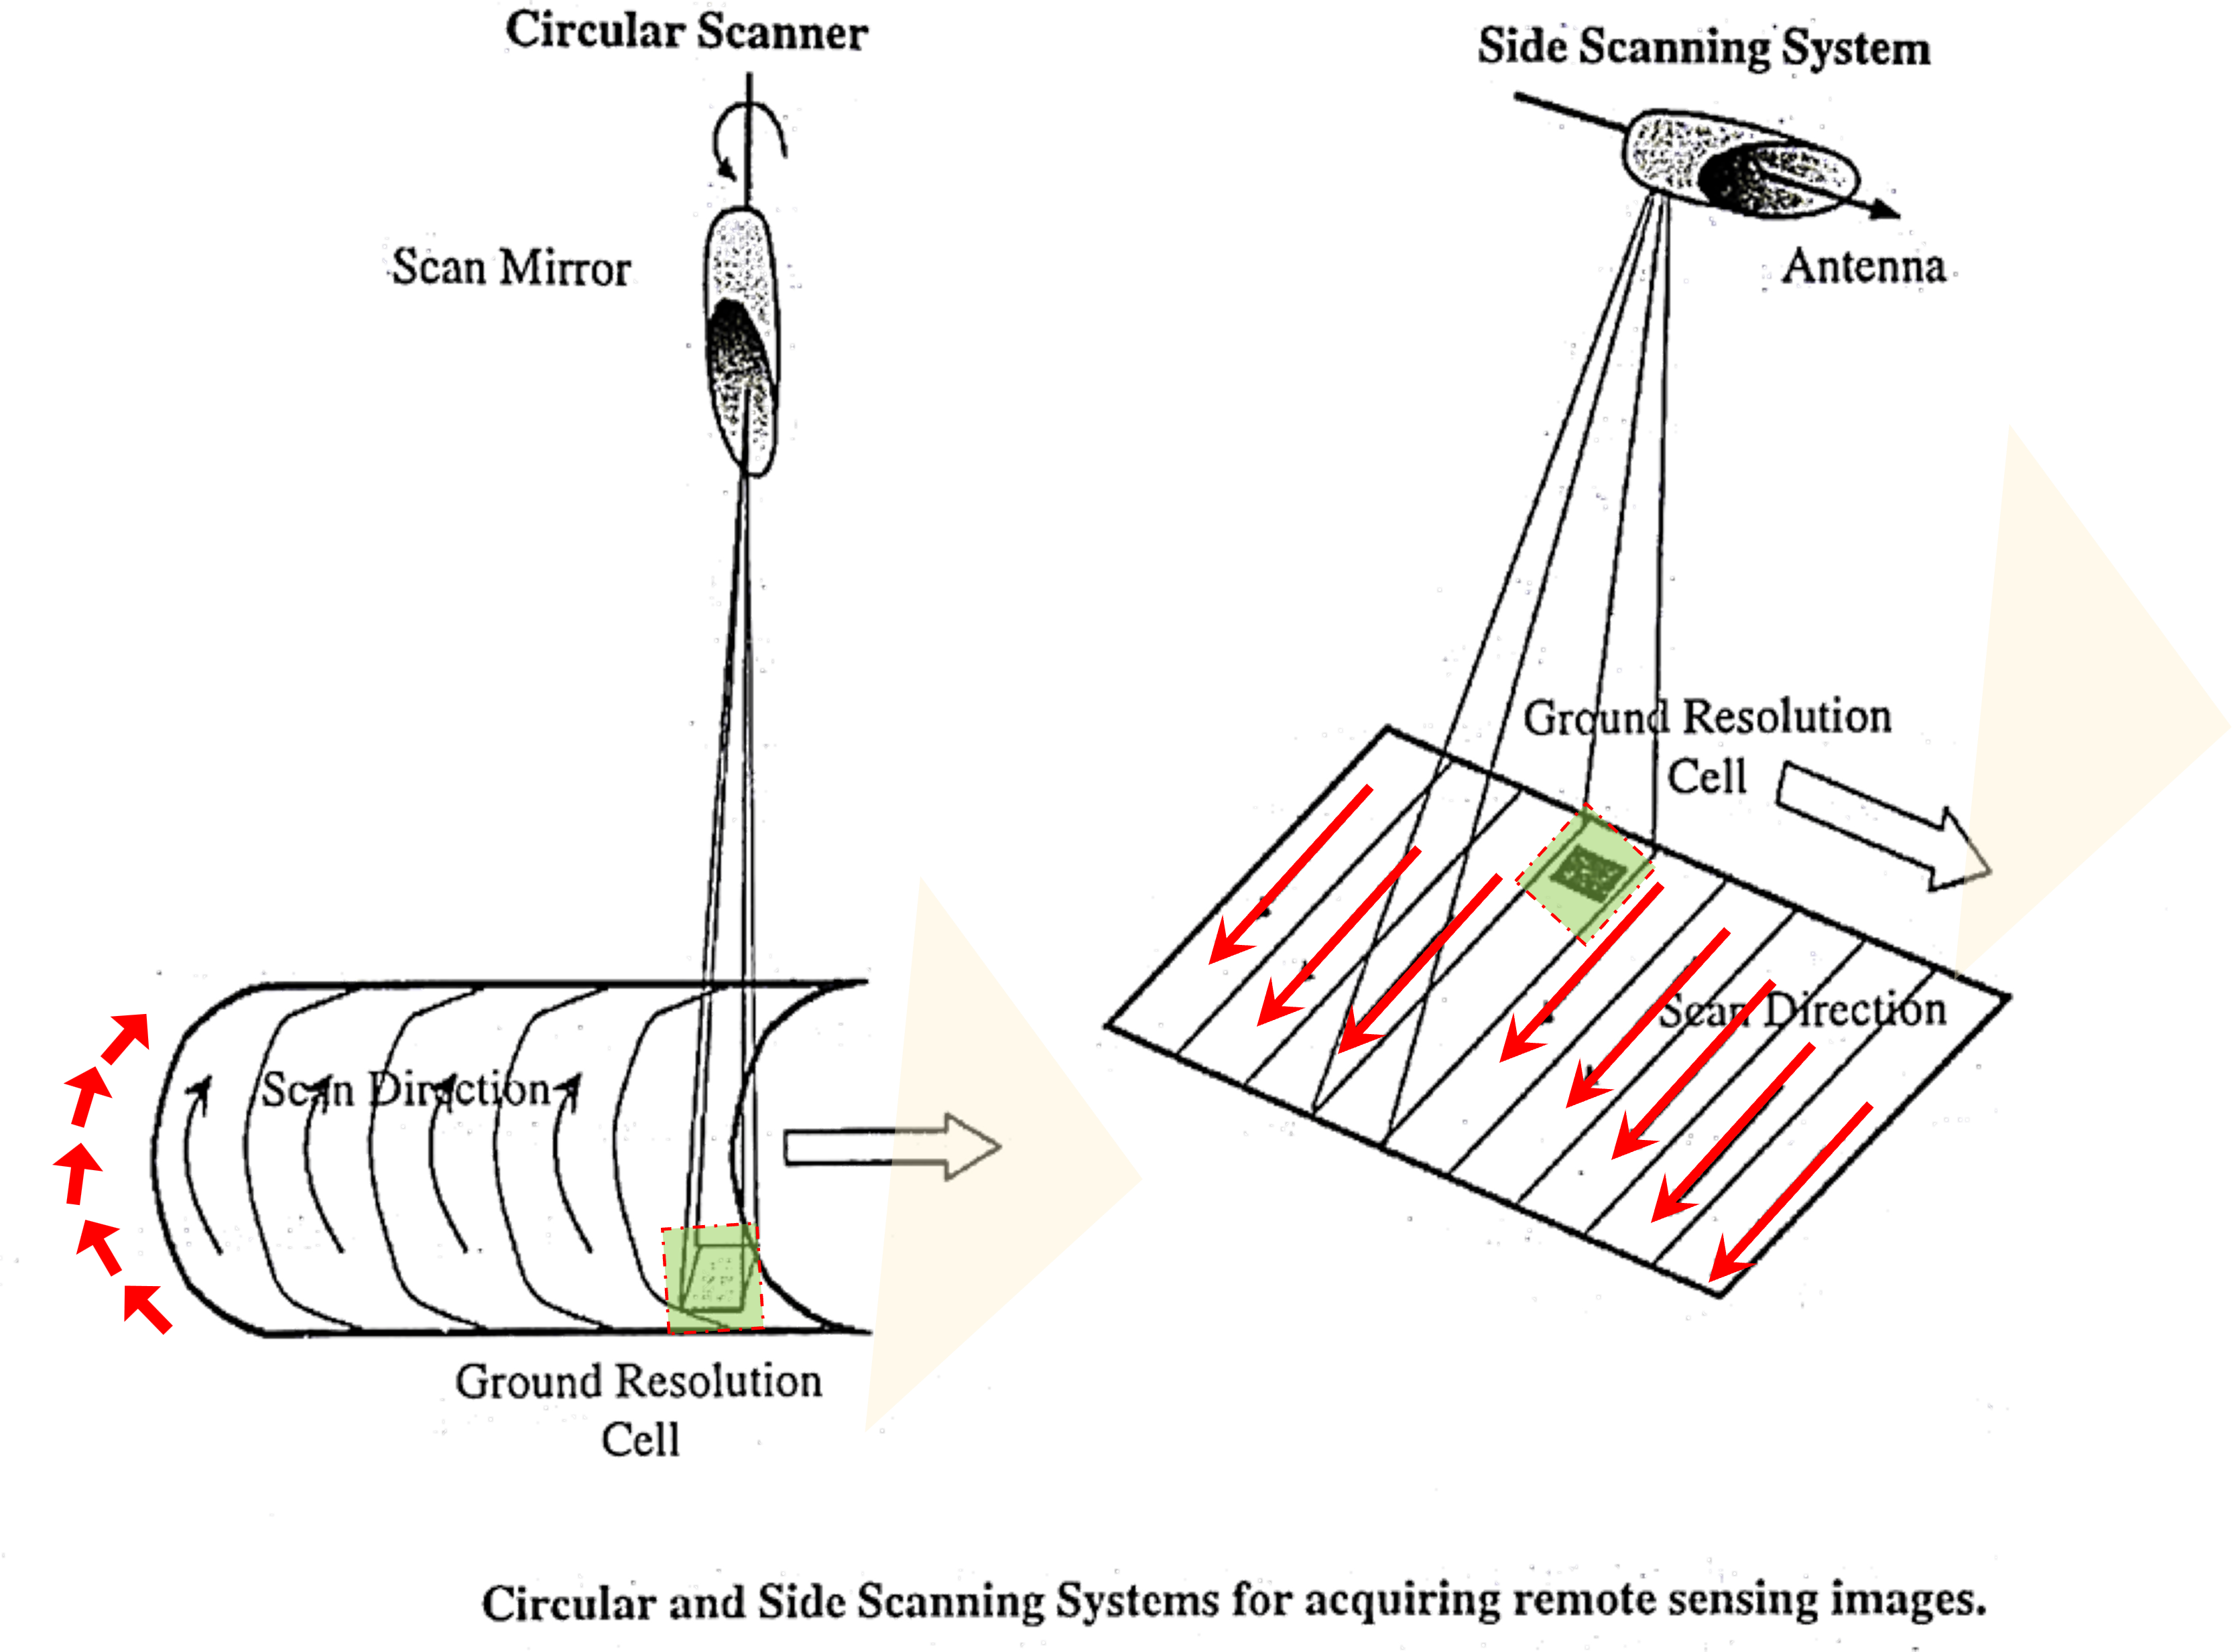 Circular Scanner
Scan Mirror
Scan Direction
Ground Resolution
Cell
Side Scanning System
Antenna
Ground Resolution
Cell
Scan Direction
Circular and Side Scanning Systems for acquiring remote sensing images.